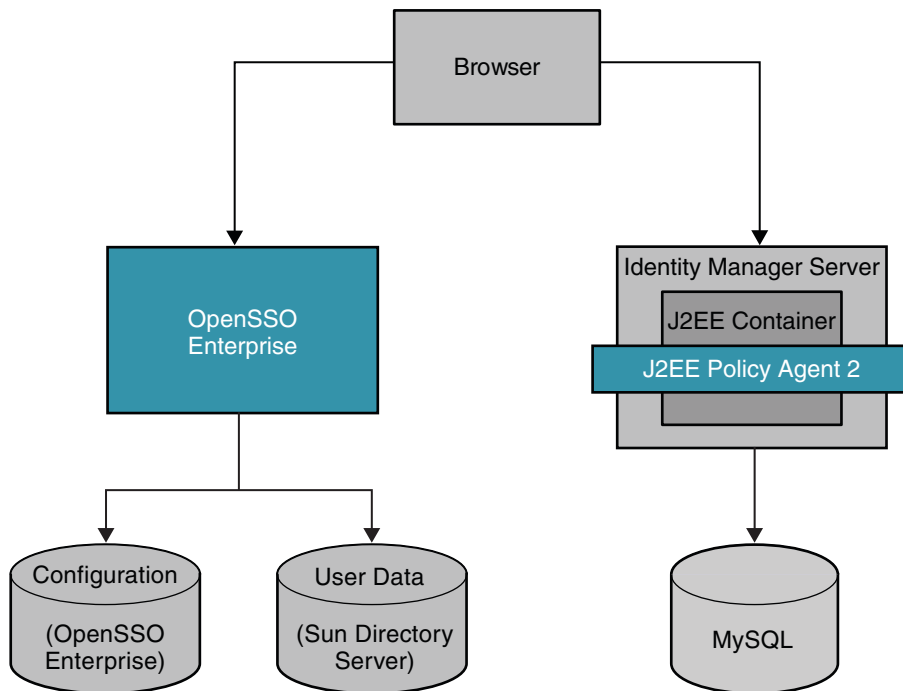 Browser
OpenSSO
Enterprise
Identity Manager Server
J2EE Container
J2EE Policy Agent 2
Configuration
(OpenSSO
Enterprise)
User Data
(Sun Directory
Server)
MySQL